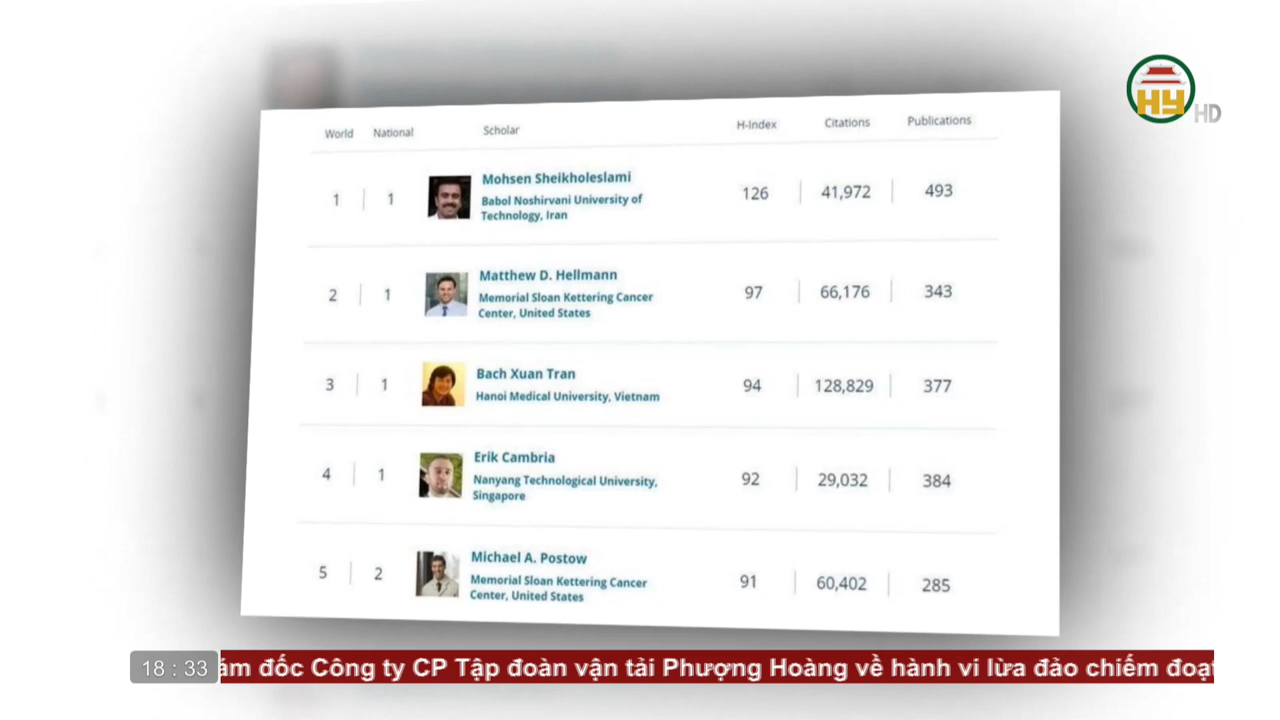 HY HD
World National Scholar H-Index Citations Publications
1 1 Mohsen Sheikholeslami 126 41,972 493
Babol Noshirvani University of
Technology, Iran
2 1 Matthew D. Hellmann 97 66,176 343
Memorial Sloan Kettering Cancer
Center, United States
3 1 Bach Xuan Tran 94 128,829 377
Hanoi Medical University, Vietnam
4 1 Erik Cambria 92 29,032 384
Nanyang Technological University,
Singapore
5 2 Michael A. Postow 91 60,402 285
Memorial Sloan Kettering Cancer
Center, United States
18 : 33 ám đốc Công ty CP Tập đoàn vận tải Phượng Hoàng về hành vi lừa đảo chiếm đoạt